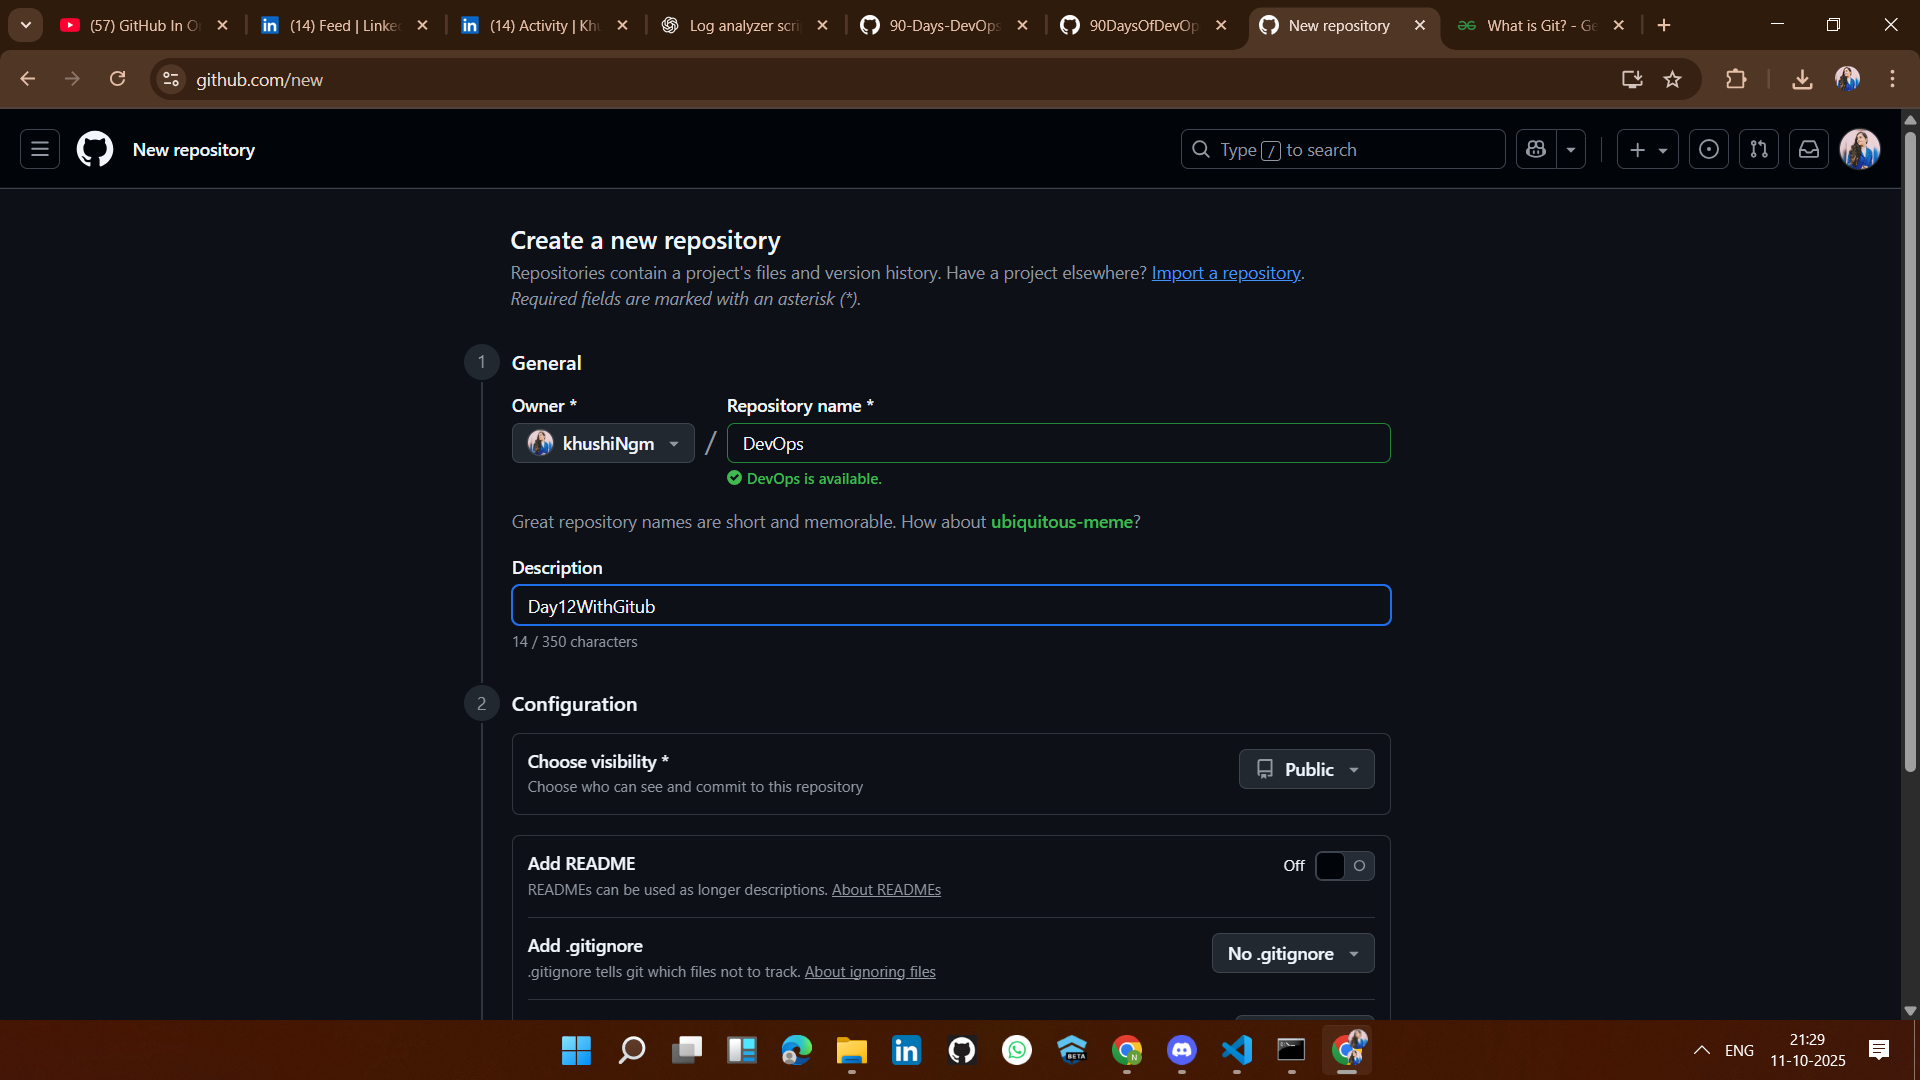 (57) GitHub In O
(14) Feed | Linke
(14) Activity | Kh
Log analyzer scri
90-Days-DevOps
90DaysOfDevOp
New repository
What is Git? - Ge
github.com/new
New repository
Type / to search
Create a new repository
Repositories contain a project's files and version history. Have a project elsewhere? Import a repository.
Required fields are marked with an asterisk (*).
1
General
Owner *
Repository name *
khushiNgm
/
DevOps
DevOps is available.
Great repository names are short and memorable. How about ubiquitous-meme?
Description
Day12WithGitub
14 / 350 characters
2
Configuration
Choose visibility *
Choose who can see and commit to this repository
Public
Add README
READMEs can be used as longer descriptions. About READMEs
Off
Add .gitignore
.gitignore tells git which files not to track. About ignoring files
No .gitignore
BETA
N
ENG
21:29
11-10-2025